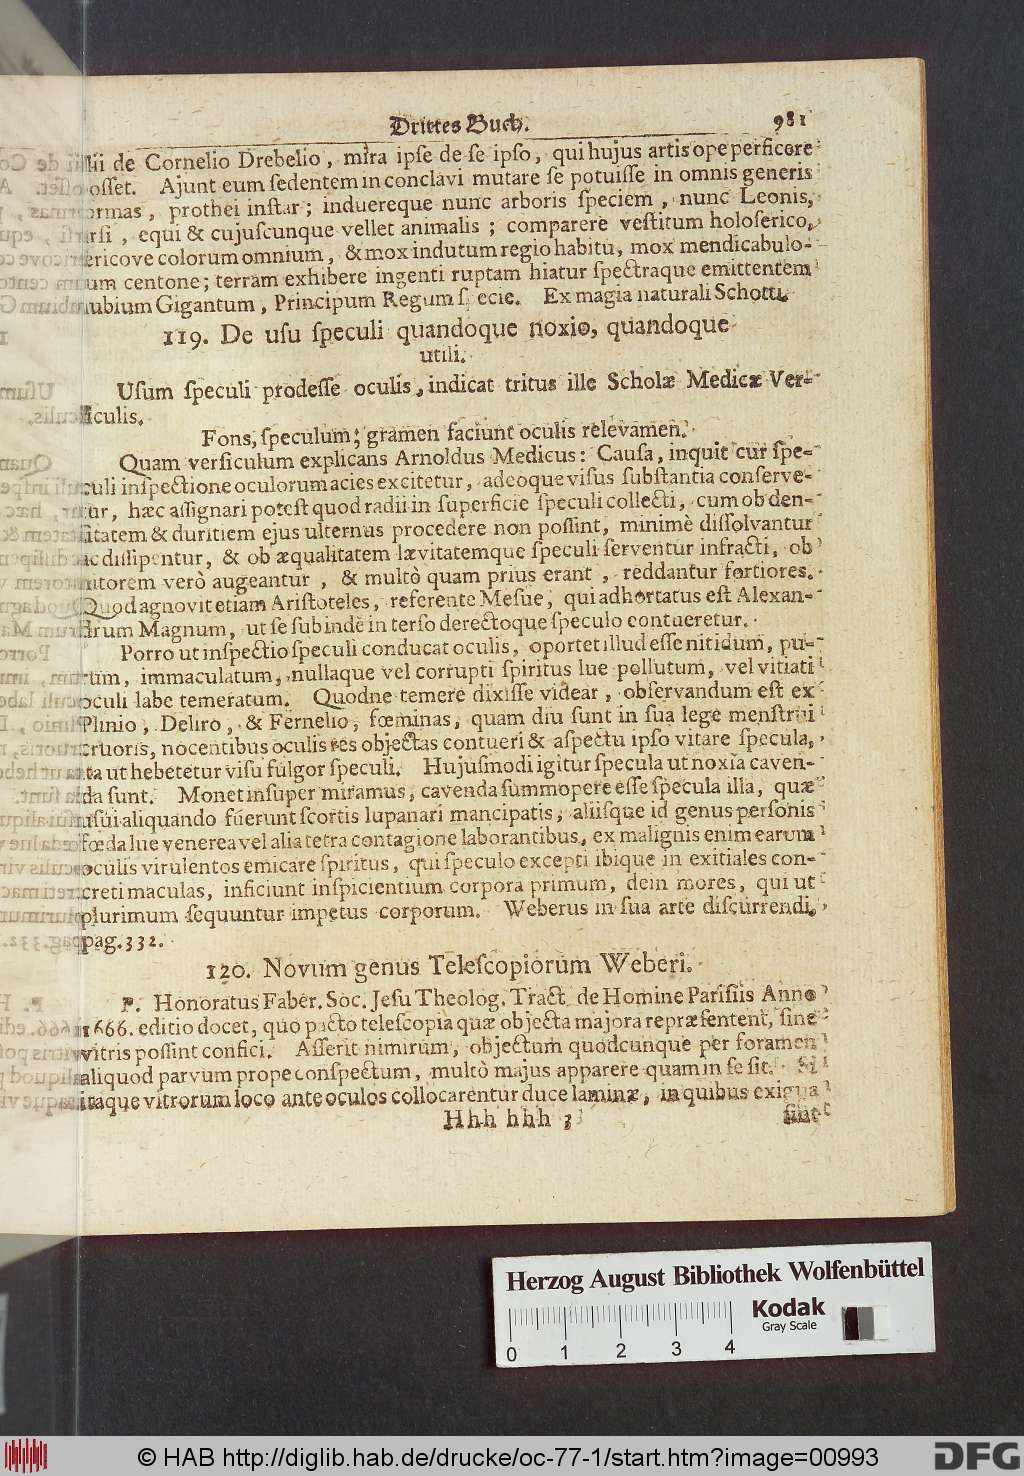 Drittes Buch. 981
lii de Cornelio Drebelio, mira ipſe de ſe ipſo, qui hujus artis ope perficere
oſſet. Ajunt eum ſedentem in conclavi mutare ſe potuiſſe in omnis generis
ormas, prothei inſtar; induereque nunc arboris ſpeciem, nunc Leonis,
rſi, equi & cujuſcunque vellet animalis; comparere veſtitum holoſerico,
ericove colorum omnium, & mox indutum regio habitu, mox mendicabulo-
um centone; terram exhibere ingenti ruptam hiatur ſpectraque emittentem
ubium Gigantum, Principum Regum ſ ecie. Ex magia naturali Schotti.
119. De uſu ſpeculi quandoque noxio, quandoque
utili.
Uſum ſpeculi prodeſſe oculis, indicat tritus ille Scholæ Medicæ Ver-
ſiculis.
Fons, ſpeculum; gramen faciunt oculis relevamen.
Quam verſiculum explicans Arnoldus Medicus: Cauſa, inquit cur ſpe-
culi inſpectione oculorum acies excitetur, adeoque viſus ſubſtantia conſerve-
tur, hæc aſſignari poteſt quod radii in ſuperficie ſpeculi collecti, cum ob den-
ſitatem & duritiem ejus ulternus procedere non poſſint, minimè diſſolvantur
ac diſſipentur, & ob æqualitatem lævitatemque ſpeculi ſerventur infracti, ob
nitorem verò augeantur, & multò quam prius erant, reddantur fortiores.
Quod agnovit etiam Ariſtoteles, referente Meſue, qui adhortatus eſt Alexan-
drum Magnum, ut ſe ſubindè in terſo derectoque ſpeculo contueretur.
Porro ut inſpectio ſpeculi conducat oculis, oportet illud eſſe nitidum, pu-
rum, immaculatum, nullaque vel corrupti ſpiritus lue pollutum, vel vitiati
oculi labe temeratum. Quodne temere dixiſſe videar, obſervandum eſt ex
Plinio, Delrio, & Fernelio, fœminas, quam diu ſunt in ſua lege menſtrui
cruoris, nocentibus oculis res objectas contueri & aſpectu ipſo vitare ſpecula,
ita ut hebetetur viſu fulgor ſpeculi. Hujusmodi igitur ſpecula ut noxia caven-
da ſunt. Monet inſuper miramus, cavenda ſummopere eſſe ſpecula illa, quæ
uſui aliquando fuerunt ſcortis lupanari mancipatis, aliiſque id genus perſonis
fœda lue venerea vel alia tetra contagione laborantibus, ex malignis enim earum
oculis virulentos emicare ſpiritus, qui ſpeculo excepti ibique in exitiales con-
creti maculas, inficiunt inſpicientium corpora primum, dein mores, qui ut
plurimum ſequuntur impetus corporum. Weberus in ſua arte diſcurrendi,
pag. 332.
120. Novum genus Teleſcopiorum Weberi.
P. Honoratus Faber. Soc. Jeſu Theolog. Tract. de Homine Pariſiis Anno
1666. editio docet, quo pacto teleſcopia quæ objecta majora repræſentent, ſine
vitris poſſint confici. Aſſerit nimirum, objectum quodcunque per foramen
aliquod parvum prope conſpectum, multò majus apparere quam in ſe ſit. Si
itaque vitrorum loco ante oculos collocarentur duce laminæ, in quibus exigua
Hhh hhh 3 ſint
Herzog August Bibliothek Wolfenbüttel
0 1 2 3 4
Kodak
Gray Scale
© HAB http://diglib.hab.de/drucke/oc-77-1/start.htm?image=00993
DFG